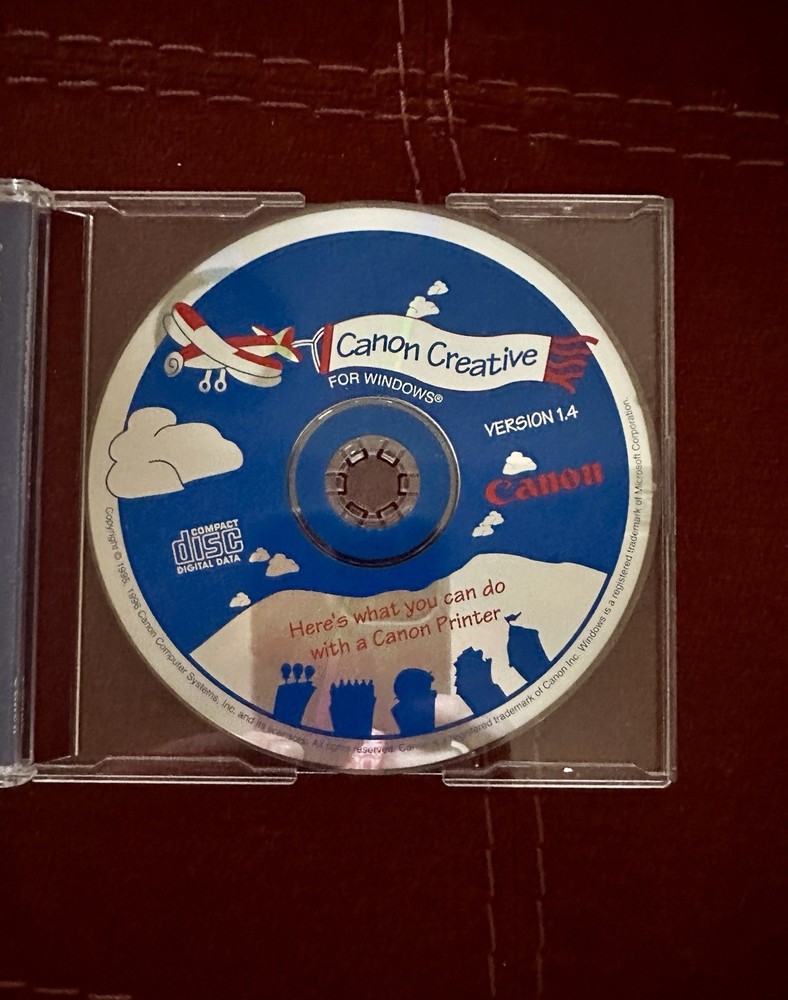 Canon Creative
FOR WINDOWS®
VERSION 1.4
Canon
COMPACT
disc
DIGITAL DATA
Here's what you can do
with a Canon Printer
Copyright © 1995, 1996 Canon Computer Systems, Inc. and its licensors. All rights reserved. registered trademark of Canon Inc. Windows is a registered trademark of Microsoft Corporation.